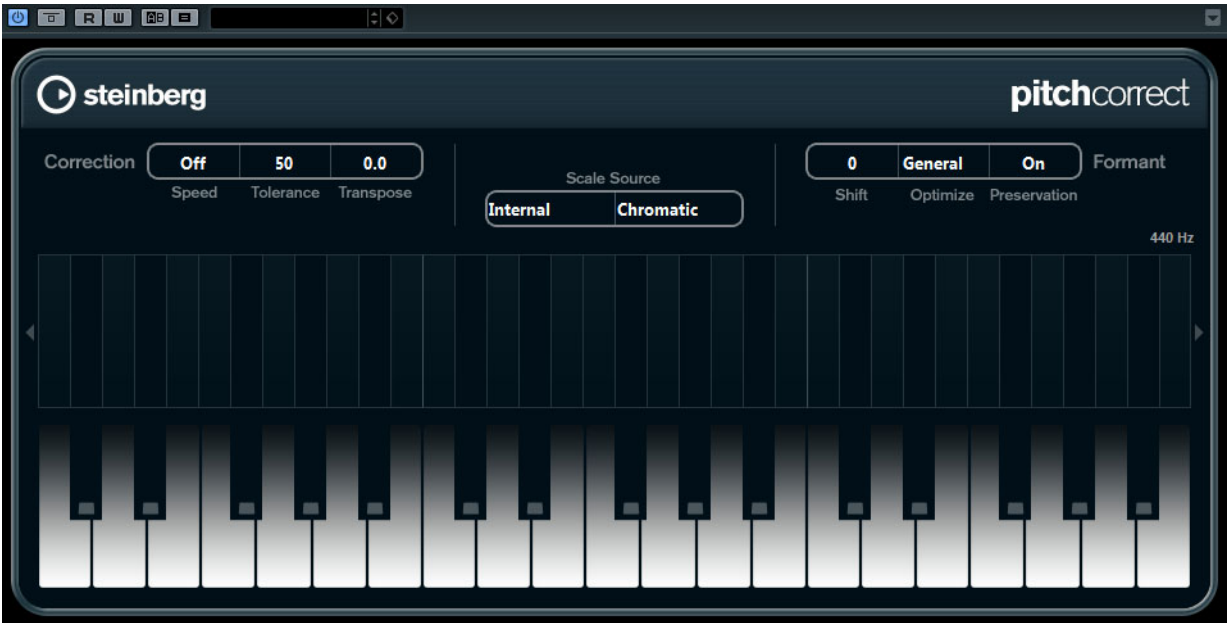 R W AB
steinberg
pitchcorrect
Correction Off 50 0.0
Speed Tolerance Transpose
Scale Source
Internal Chromatic
0 General On Formant
Shift Optimize Preservation
440 Hz